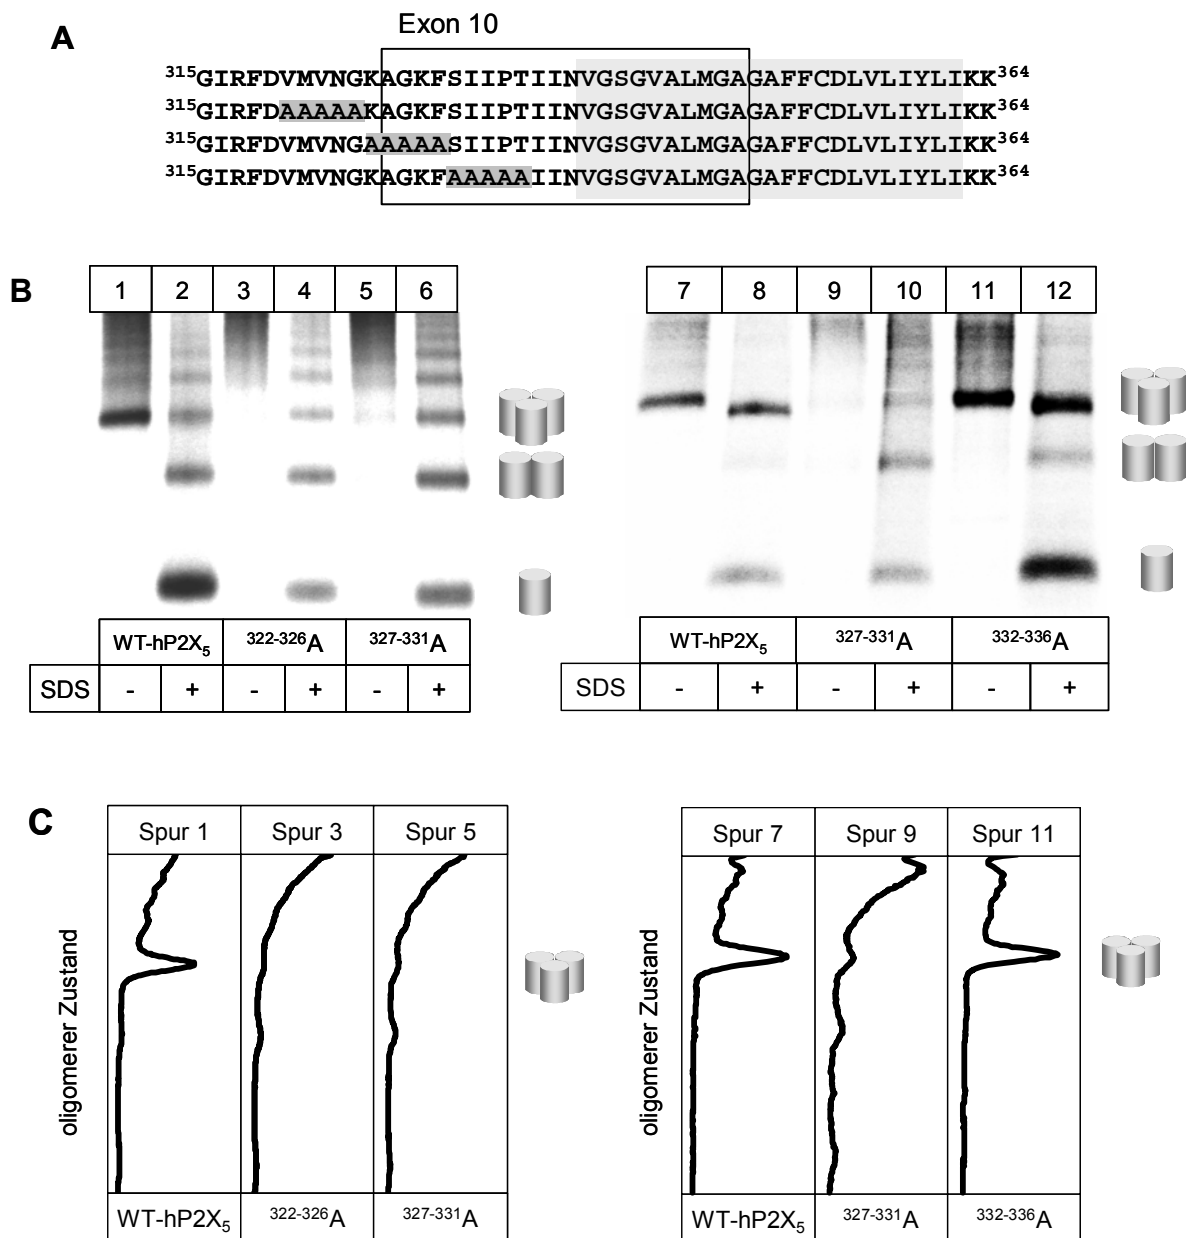 A
Exon 10
315GIRFDVMVNGKAGKFSIIPTIINVGSGVALMGAGAFFCDLVLIYLIKK364
315GIRFDAAAAAKAGKFSIIPTIINVGSGVALMGAGAFFCDLVLIYLIKK364
315GIRFDVMVNGAAAAASIIPTIINVGSGVALMGAGAFFCDLVLIYLIKK364
315GIRFDVMVNGKAGKFAAAAAIINVGSGVALMGAGAFFCDLVLIYLIKK364
B
1 2 3 4 5 6
WT-hP2X5 322-326A 327-331A
SDS - + - + - +
7 8 9 10 11 12
WT-hP2X5 327-331A 332-336A
SDS - + - + - +
C
Spur 1 Spur 3 Spur 5
oligomerer Zustand
WT-hP2X5 322-326A 327-331A
Spur 7 Spur 9 Spur 11
oligomerer Zustand
WT-hP2X5 327-331A 332-336A